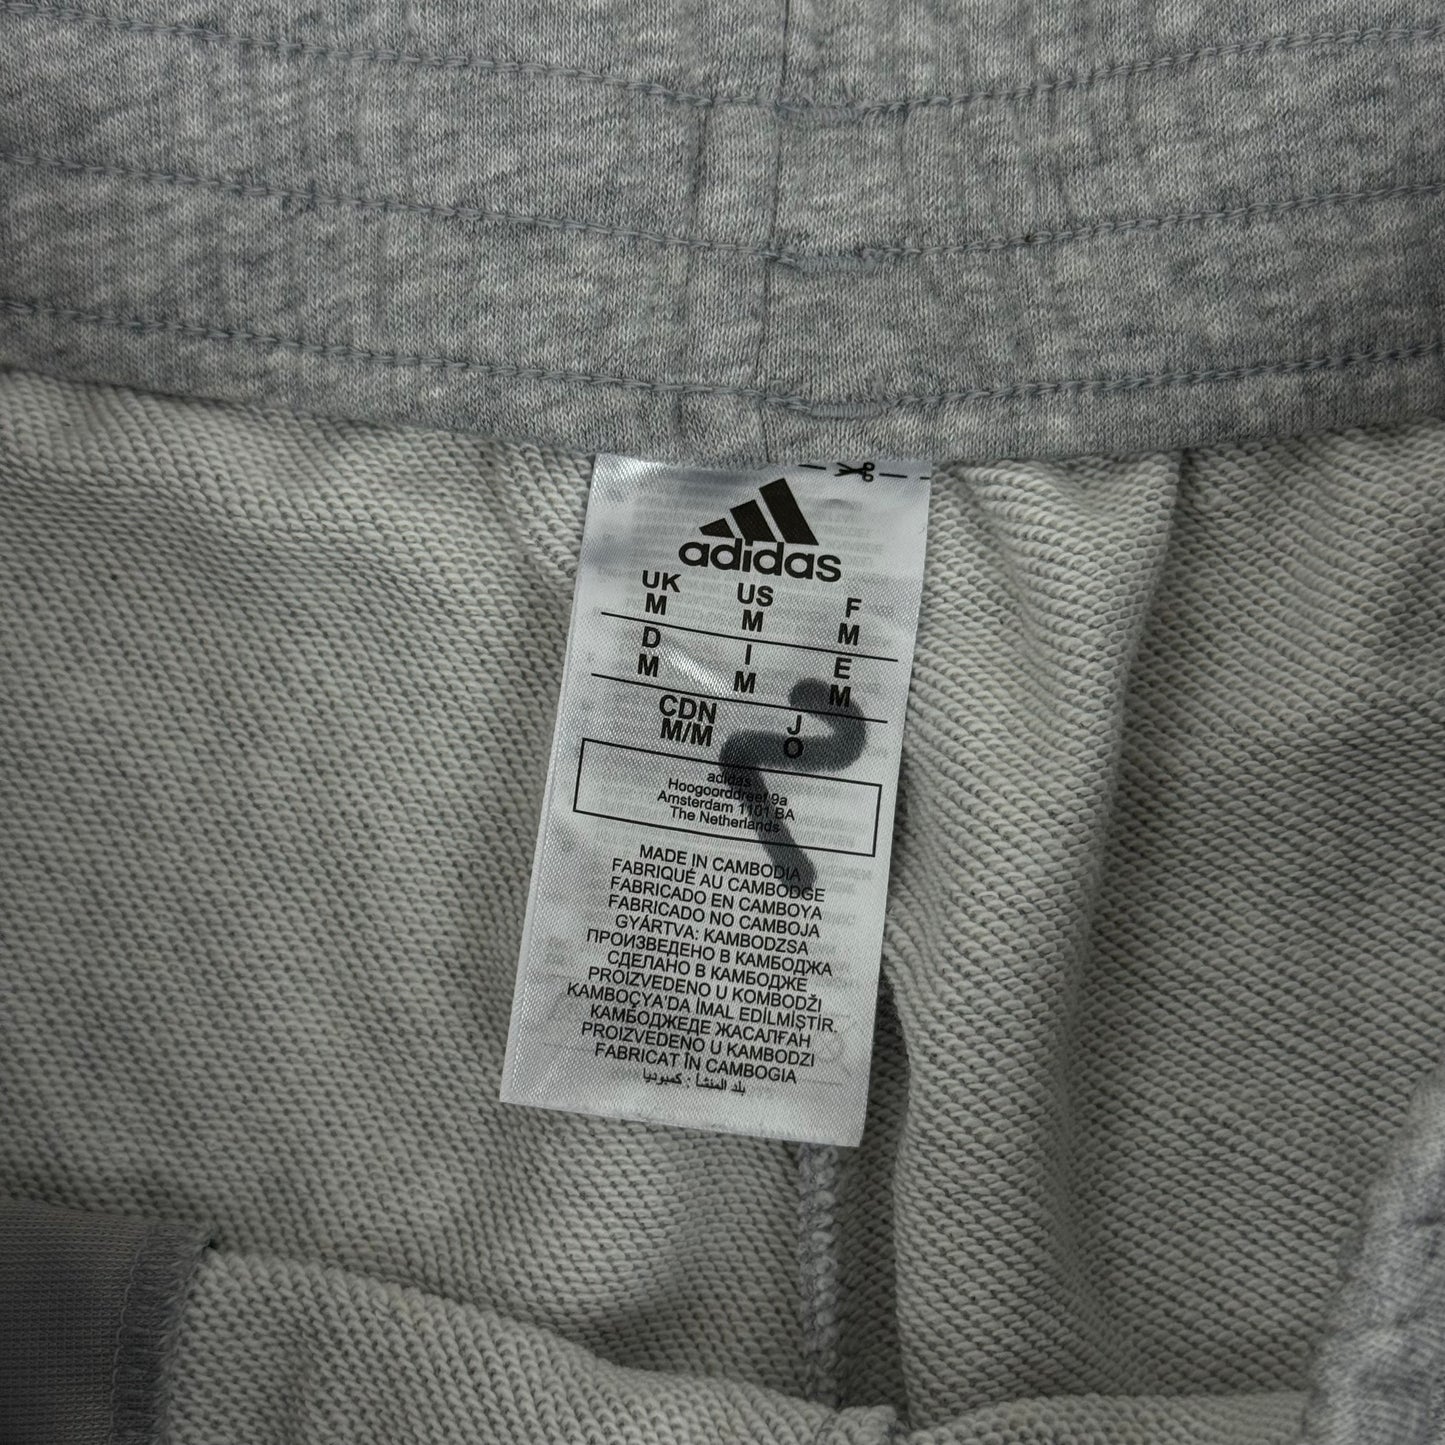 adidas
UK US F
M M M
D I E
M M M
CDN J
M/M O
adidas
Hoogoorddreef 9a
Amsterdam 1101 BA
The Netherlands
MADE IN CAMBODIA
FABRIQUÉ AU CAMBODGE
FABRICADO EN CAMBOYA
FABRICADO NO CAMBOJA
GYÁRTVA: KAMBODZSA
ПРОИЗВЕДЕНО В КАМБОДЖА
СДЕЛАНО В КАМБОДЖЕ
PROIZVEDENO U KOMBODŽI
KAMBOÇYA'DA İMAL EDİLMİŞTİR.
КАМБОДЖЕДЕ ЖАСАЛҒАН
PROIZVEDENO U KAMBODZI
FABRICAT ÎN CAMBOGIA
بلد المنشأ : كمبوديا